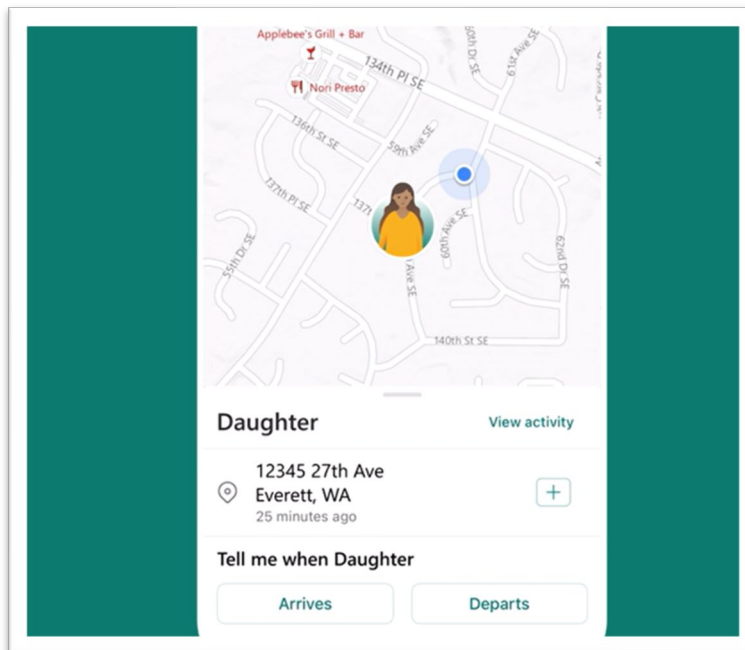 Applebee's Grill + Bar
134th Pl SE
60th Dr SE
61st Ave SE
Nori Presto
136th St SE
59th Ave SE
137th Pl SE
137t
60th Ave SE
55th Dr SE
62nd Dr SE
Ave SE
140th St SE
Daughter
View activity
12345 27th Ave
Everett, WA
25 minutes ago
Tell me when Daughter
Arrives
Departs